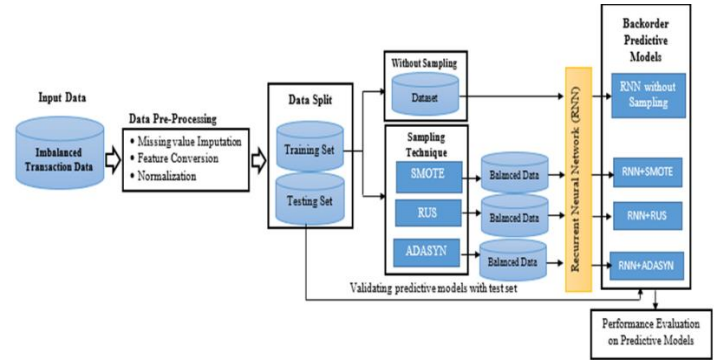 Input Data
Imbalanced
Transaction Data
Data Pre-Processing
• Missing value Imputation
• Feature Conversion
• Normalization
Data Split
Training Set
Testing Set
Without Sampling
Dataset
Sampling
Technique
SMOTE
RUS
ADASYN
Balanced Data
Balanced Data
Balanced Data
Recurrent Neural Network (RNN)
Backorder
Predictive
Models
RNN without
Sampling
RNN+SMOTE
RNN+RUS
RNN+ADASYN
Validating predictive models with test set
Performance Evaluation
on Predictive Models